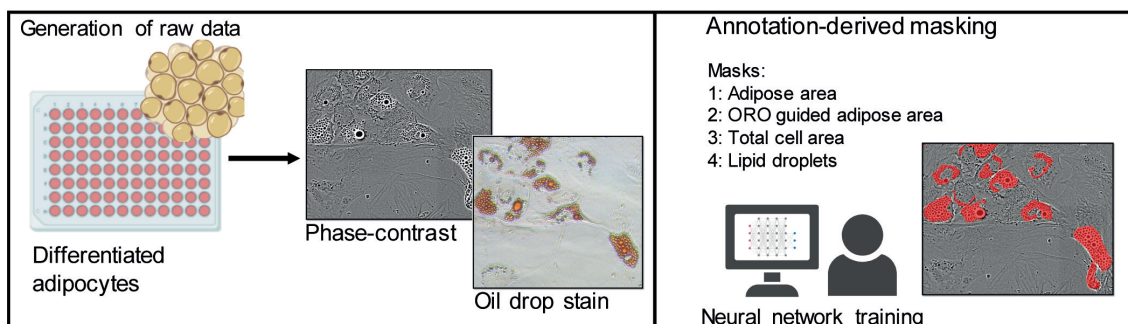 Generation of raw data
Differentiated
adipocytes
Phase-contrast
Oil drop stain
Annotation-derived masking
Masks:
1: Adipose area
2: ORO guided adipose area
3: Total cell area
4: Lipid droplets
Neural network training